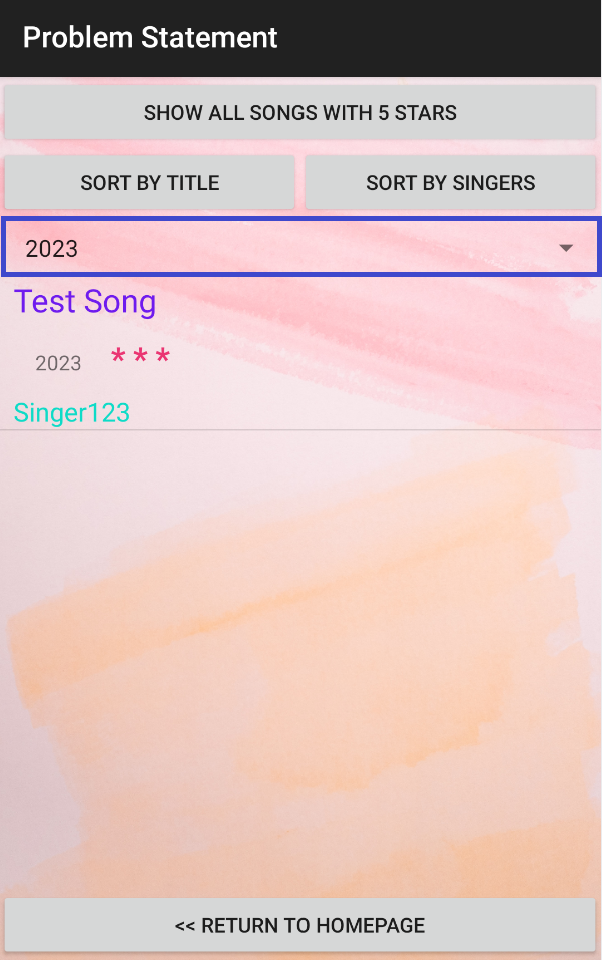 Problem Statement
SHOW ALL SONGS WITH 5 STARS
SORT BY TITLE
SORT BY SINGERS
2023
Test Song
2023 * * *
Singer123
<< RETURN TO HOMEPAGE